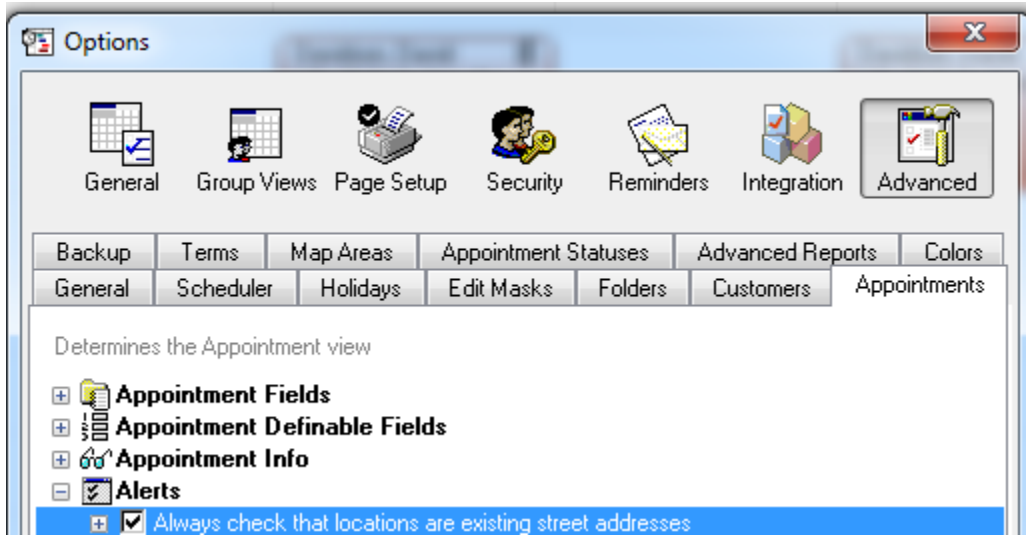 Options
General Group Views Page Setup Security Reminders Integration Advanced
Backup Terms Map Areas Appointment Statuses Advanced Reports Colors
General Scheduler Holidays Edit Masks Folders Customers Appointments
Determines the Appointment view
Appointment Fields
Appointment Definable Fields
Appointment Info
Alerts
Always check that locations are existing street addresses